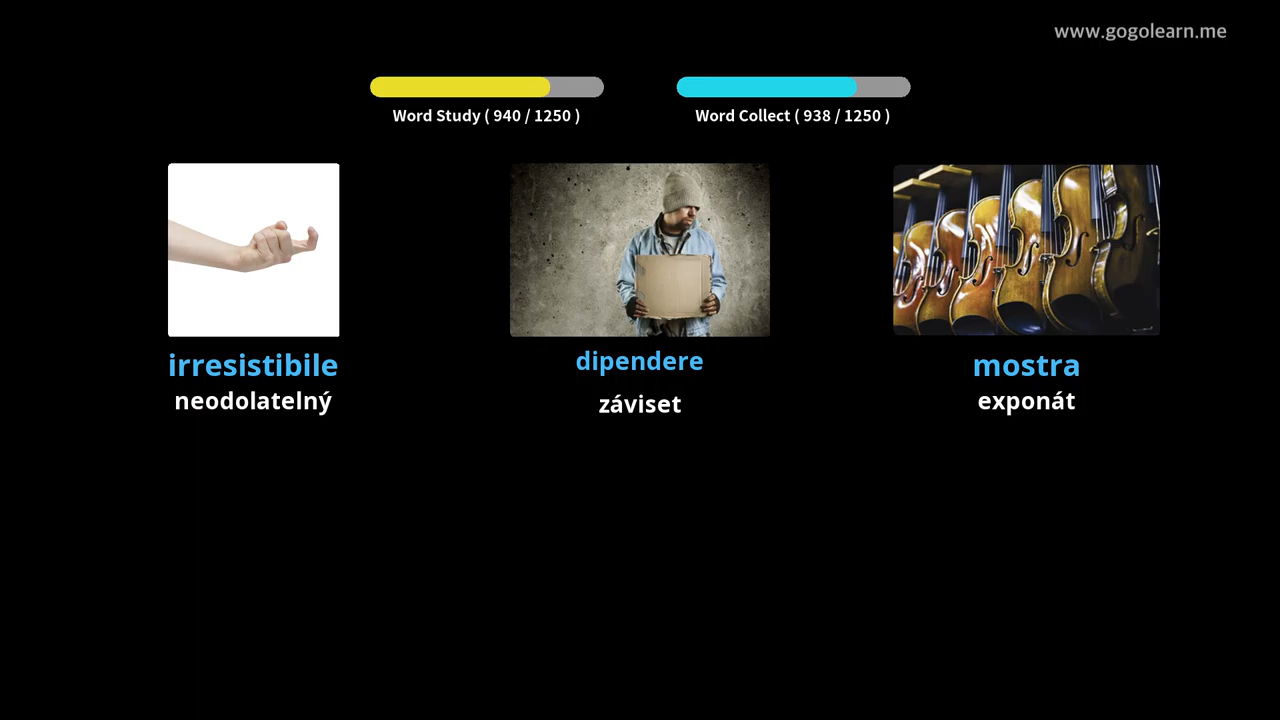 www.gogolearn.me
Word Study ( 940 / 1250 )
Word Collect ( 938 / 1250 )
irresistibile
neodolatelný
dipendere
záviset
mostra
exponát